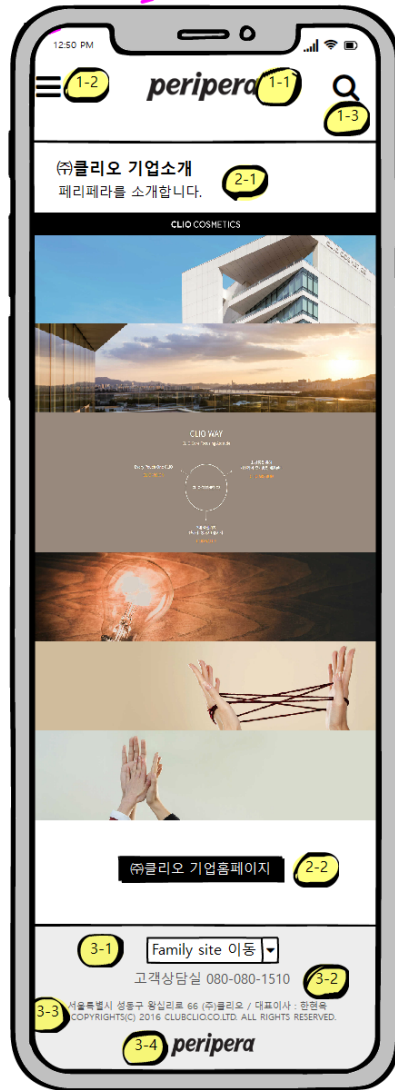 12:50 PM
1-2
peripera
1-1
1-3
㈜클리오 기업소개
페리페라를 소개합니다.
2-1
CLIO COSMETICS
CLIO COSMETICS
CLIO WAY
㈜클리오 기업홈페이지
2-2
3-1
Family site 이동
고객상담실 080-080-1510
3-2
3-3
서울특별시 성동구 왕십리로 66 (주)클리오 / 대표이사 : 한현옥
COPYRIGHTS(C) 2016 CLUBCLIO.CO.LTD. ALL RIGHTS RESERVED.
3-4
peripera